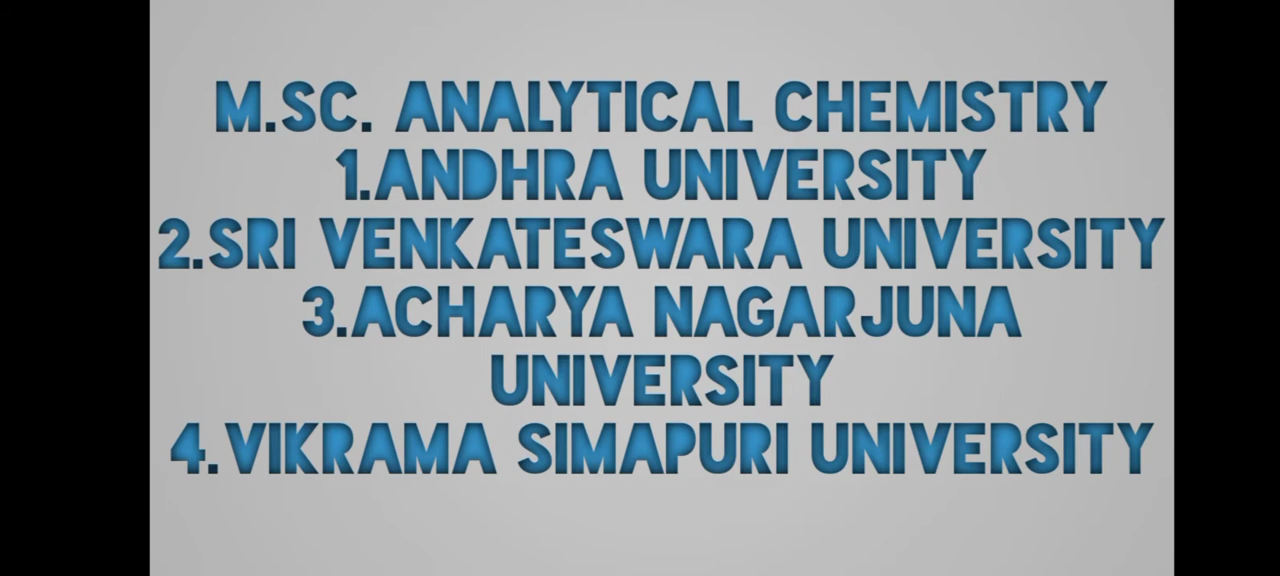 M.SC. ANALYTICAL CHEMISTRY
1.ANDHRA UNIVERSITY
2.SRI VENKATESWARA UNIVERSITY
3.ACHARYA NAGARJUNA
UNIVERSITY
4.VIKRAMA SIMAPURI UNIVERSITY